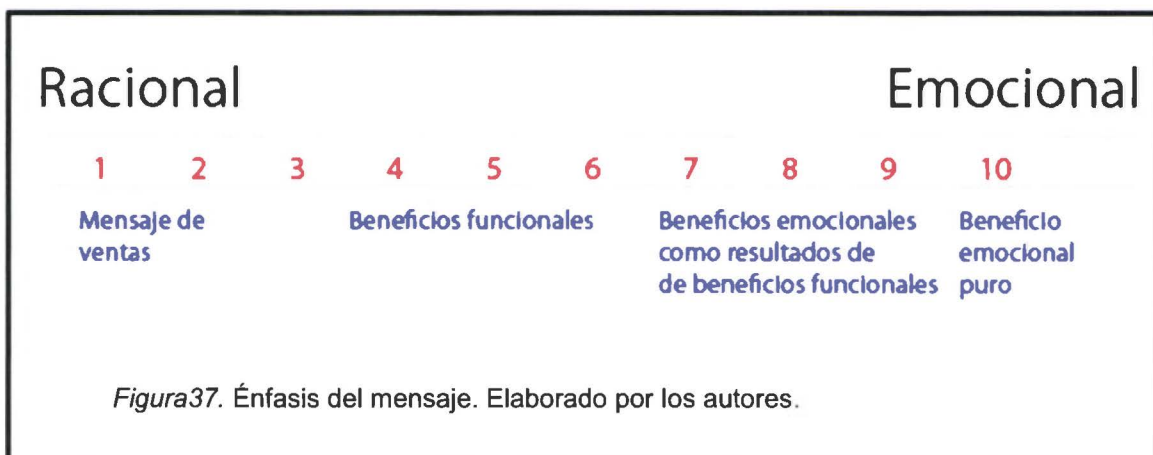 Racional Emocional
1 2 3 4 5 6 7 8 9 10
Mensaje de ventas
Beneficios funcionales
Beneficios emocionales
como resultados de
de beneficios funcionales
Beneficio
emocional
puro
Figura37. Énfasis del mensaje. Elaborado por los autores.